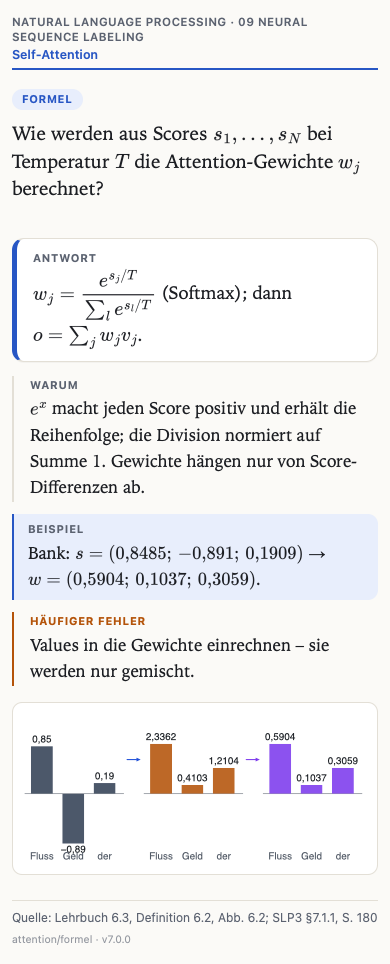 NATURAL LANGUAGE PROCESSING · 09 NEURAL
SEQUENCE LABELING
Self-Attention
FORMEL
Wie werden aus Scores s₁, . . . , s_N bei
Temperatur T die Attention-Gewichte w_j
berechnet?
ANTWORT
w_j = e^{s_j/T} / ∑_l e^{s_l/T} (Softmax); dann
o = ∑_j w_j v_j.
WARUM
e^x macht jeden Score positiv und erhält die
Reihenfolge; die Division normiert auf
Summe 1. Gewichte hängen nur von Score-
Differenzen ab.
BEISPIEL
Bank: s = (0,8485; −0,891; 0,1909) →
w = (0,5904; 0,1037; 0,3059).
HÄUFIGER FEHLER
Values in die Gewichte einrechnen – sie
werden nur gemischt.
0,85 −0,89 0,19
Fluss Geld der
2,3362 0,4103 1,2104
Fluss Geld der
0,5904 0,1037 0,3059
Fluss Geld der
Quelle: Lehrbuch 6.3, Definition 6.2, Abb. 6.2; SLP3 §7.1.1, S. 180
attention/formel · v7.0.0